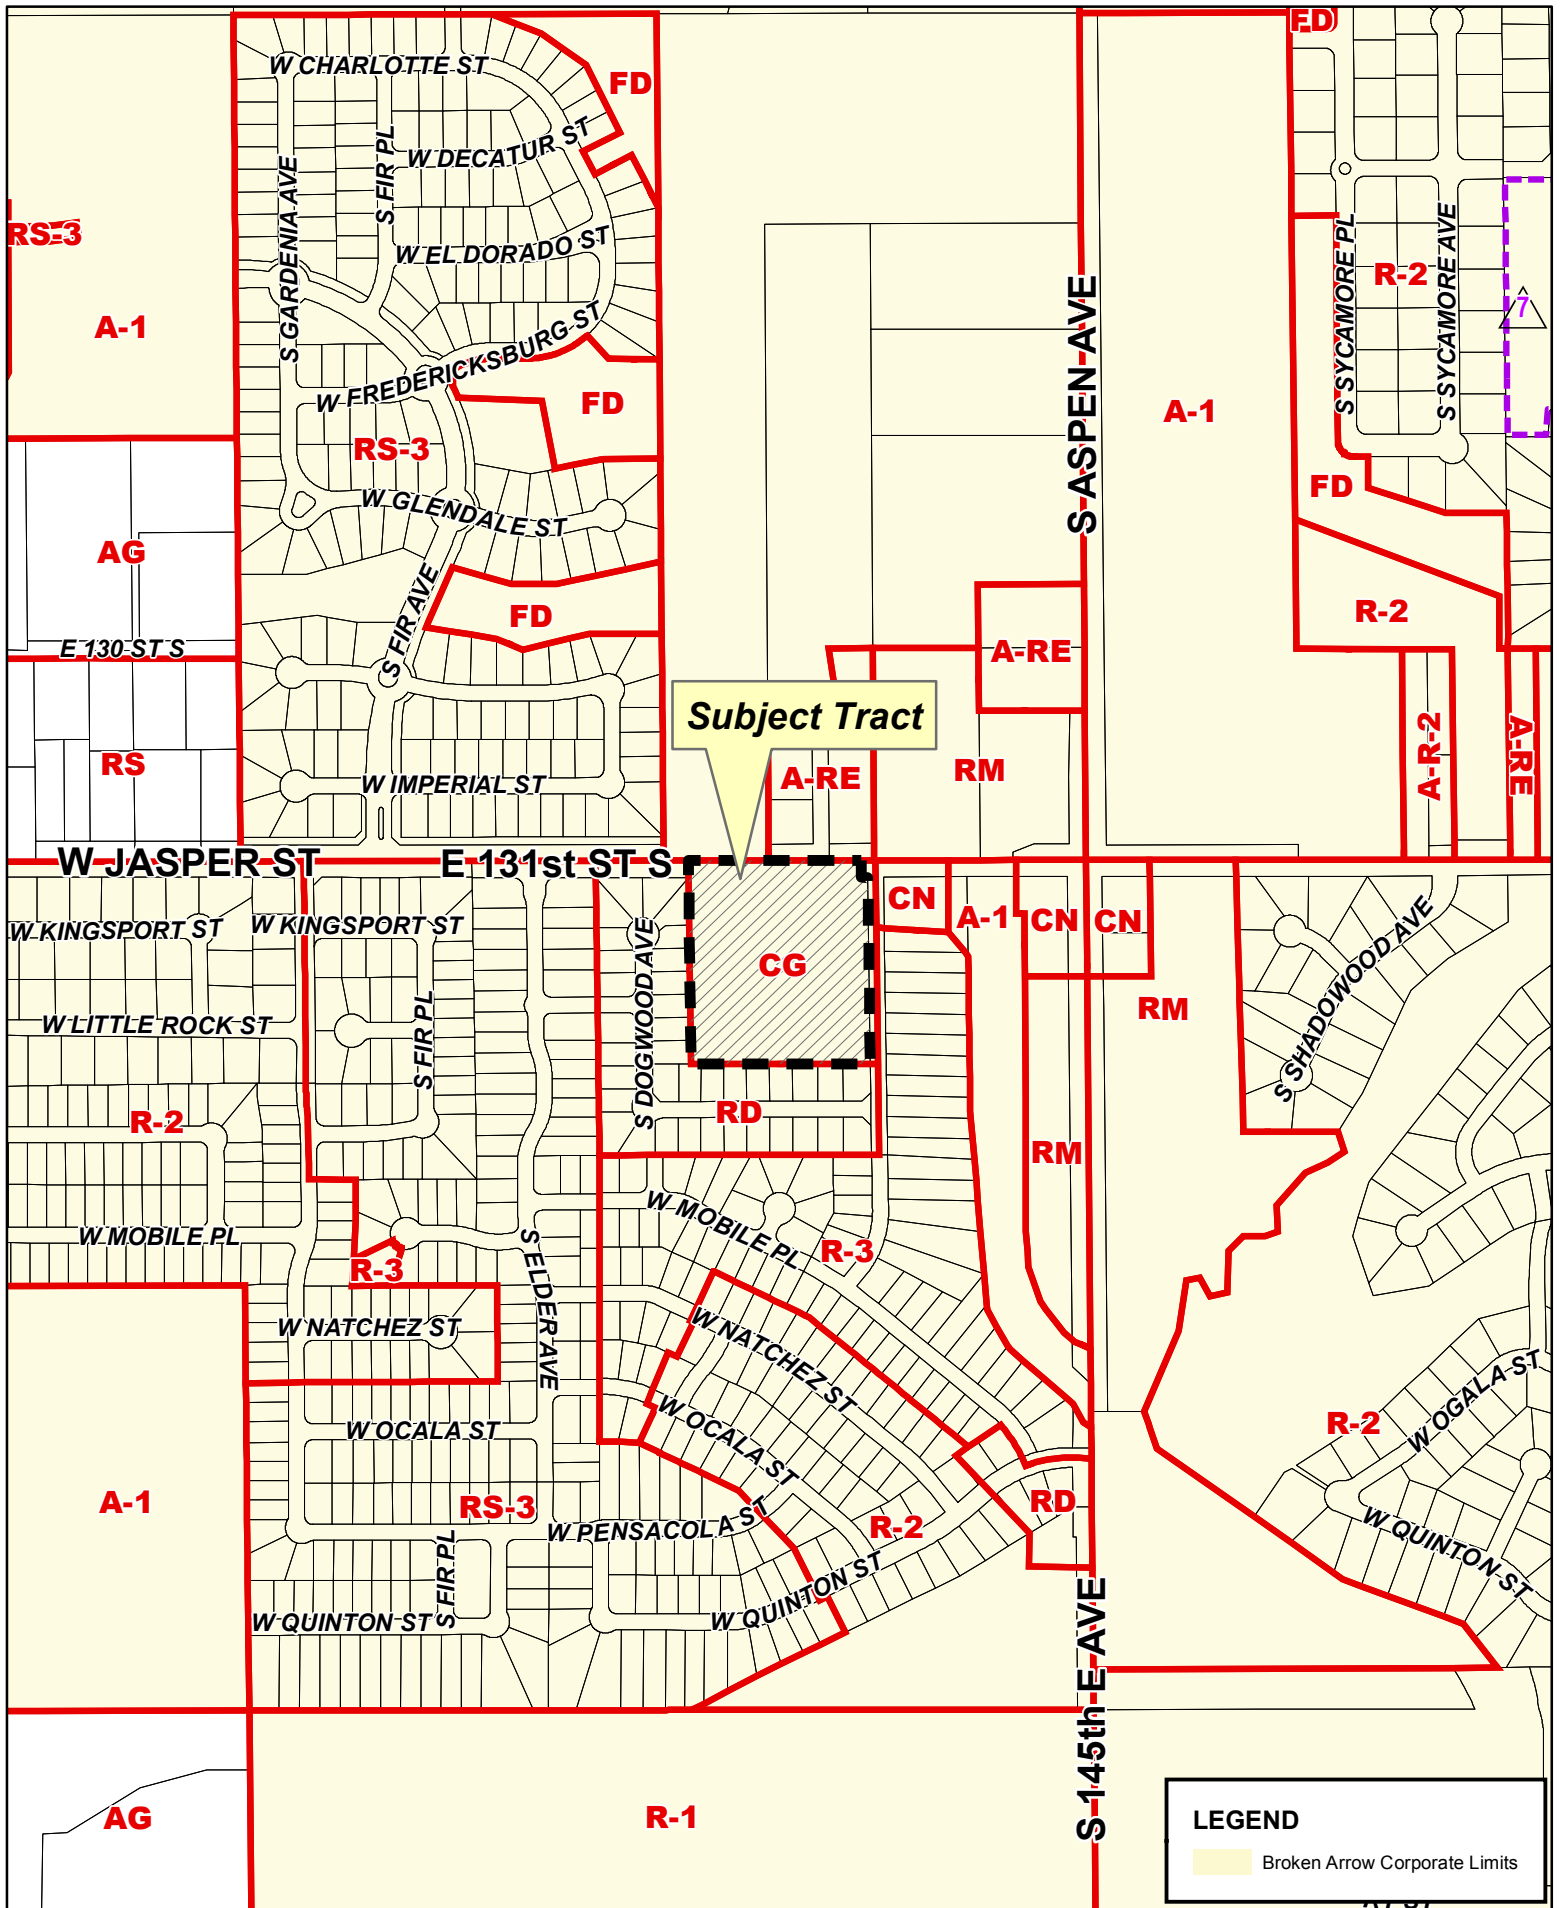 FD
W CHARLOTTE ST
FD
S FIR PL
W DECATUR ST
S GARDENIA AVE
RS-3
W EL DORADO ST
S SYCAMORE PL
S SYCAMORE AVE
R-2
7
A-1
S ASPEN AVE
W FREDERICKSBURG ST
FD
A-1
RS-3
FD
W GLENDALE ST
AG
S FIR AVE
FD
R-2
E 130 ST S
A-RE
Subject Tract
RS
W IMPERIAL ST
A-RE
RM
A-R-2
A-RE
W JASPER ST
E 131st ST S
W KINGSPORT ST
W KINGSPORT ST
S DOGWOOD AVE
CG
CN
A-1
CN
CN
S SHADOWOOD AVE
RM
W LITTLE ROCK ST
S FIR PL
R-2
RD
RM
W MOBILE PL
S ELDER AVE
W MOBILE PL
R-3
R-3
W NATCHEZ ST
W NATCHEZ ST
W OCALA ST
W OCALA ST
R-2
W OGALA ST
A-1
RS-3
W PENSACOLA ST
R-2
RD
S FIR PL
W QUINTON ST
W QUINTON ST
W QUINTON ST
S 145th E AVE
AG
R-1
LEGEND
Broken Arrow Corporate Limits